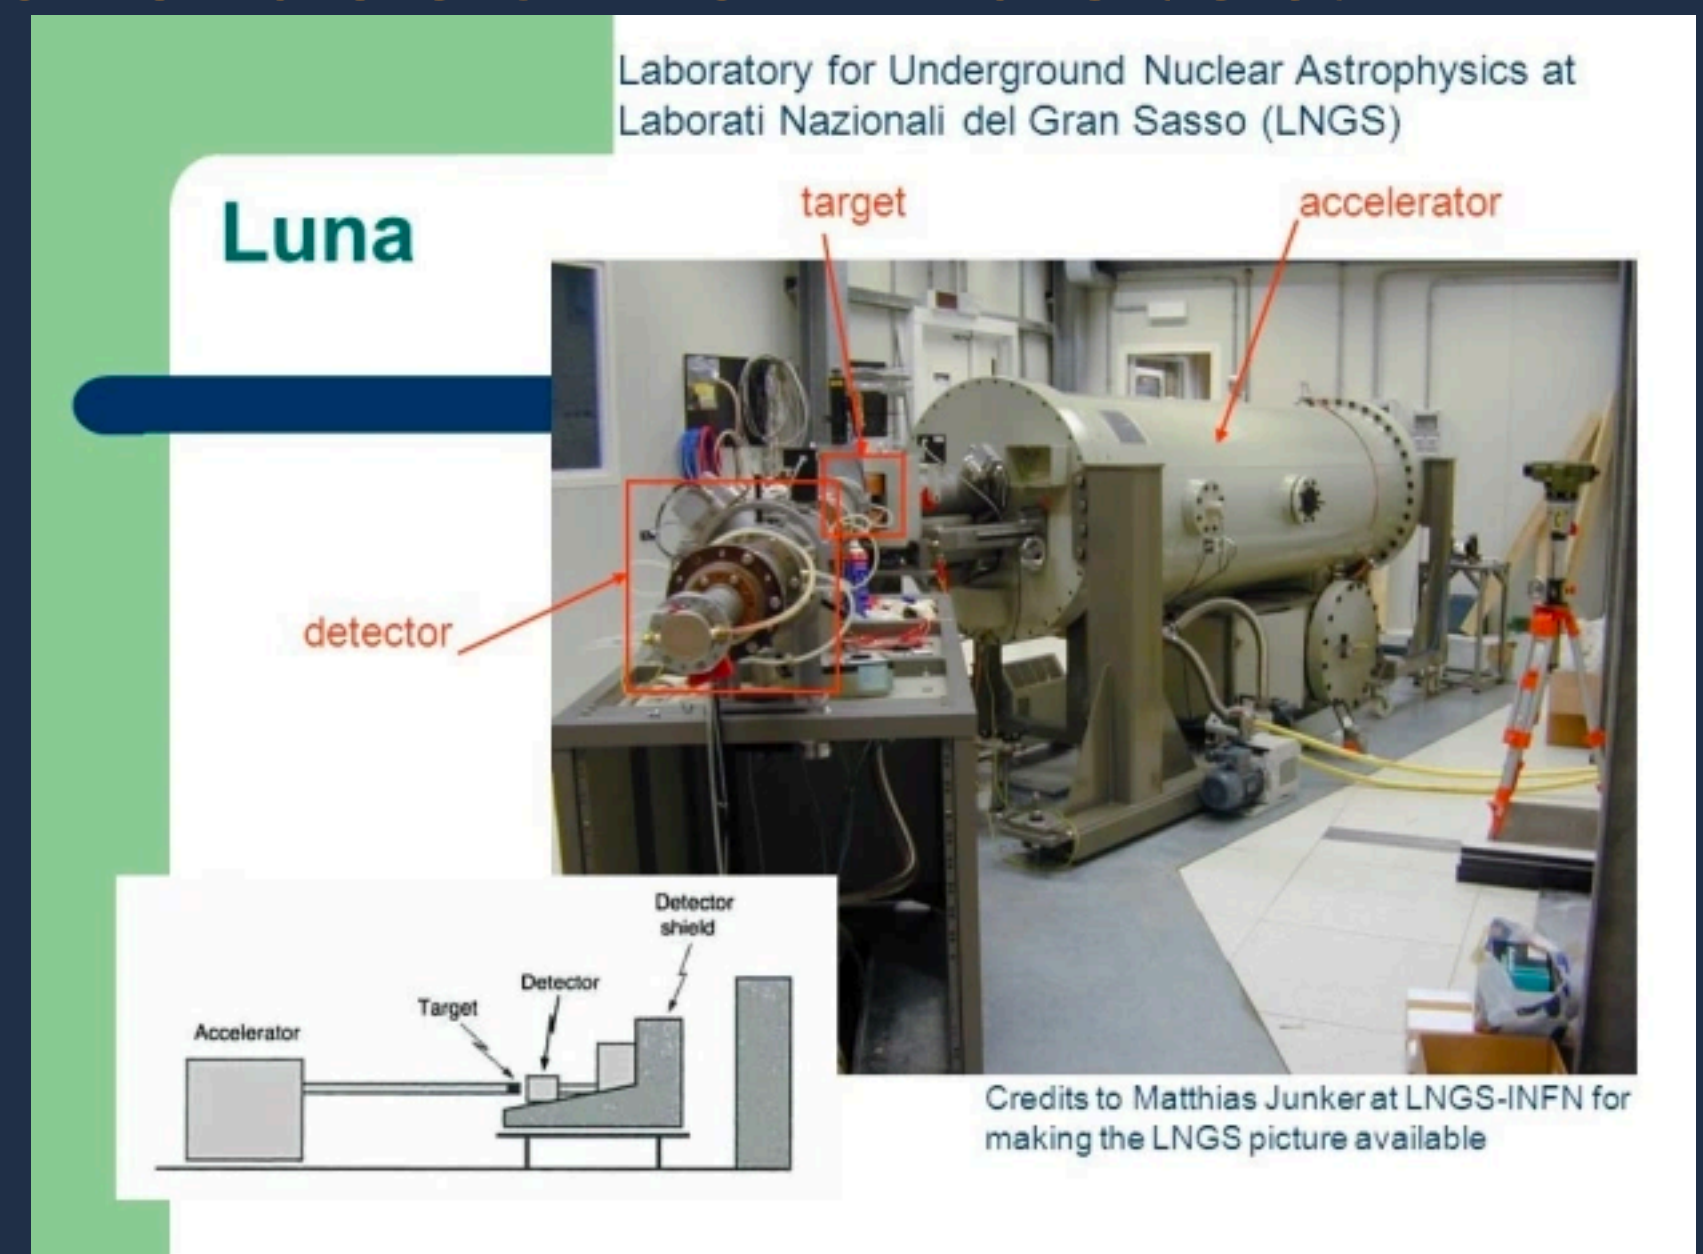 Laboratory for Underground Nuclear Astrophysics at
Laborati Nazionali del Gran Sasso (LNGS)
Luna
target
accelerator
detector
Detector
shield
Detector
Target
Accelerator
Credits to Matthias Junker at LNGS-INFN for
making the LNGS picture available